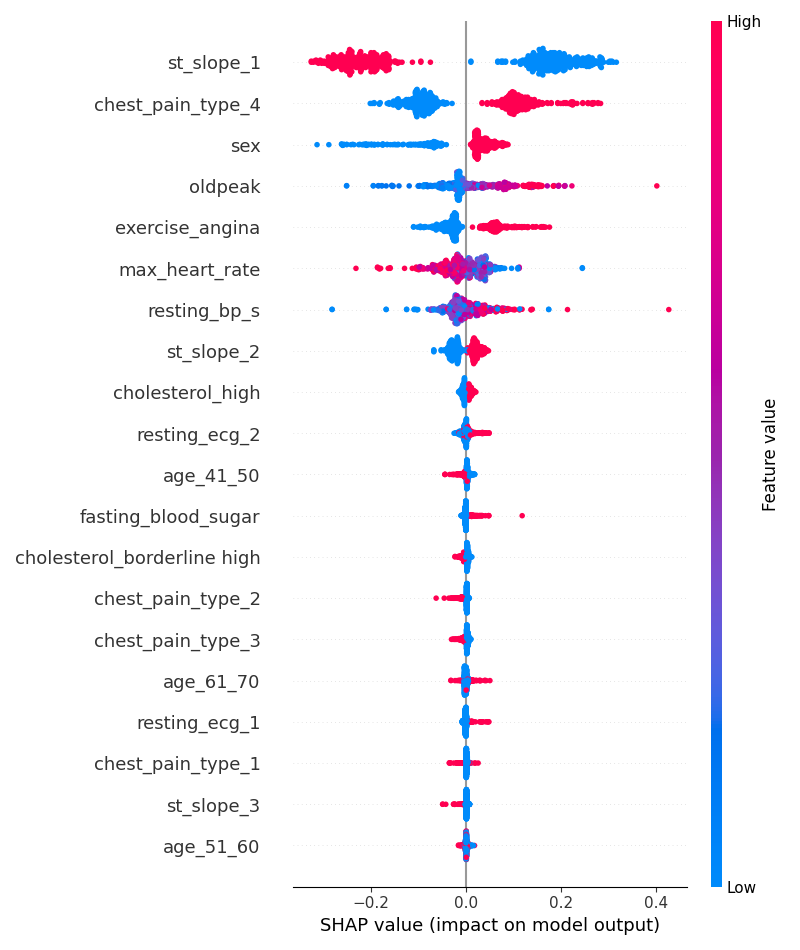 High
st_slope_1
chest_pain_type_4
sex
oldpeak
exercise_angina
max_heart_rate
resting_bp_s
st_slope_2
cholesterol_high
resting_ecg_2
age_41_50
fasting_blood_sugar
cholesterol_borderline high
chest_pain_type_2
chest_pain_type_3
age_61_70
resting_ecg_1
chest_pain_type_1
st_slope_3
age_51_60
Feature value
Low
−0.2 0.0 0.2 0.4
SHAP value (impact on model output)